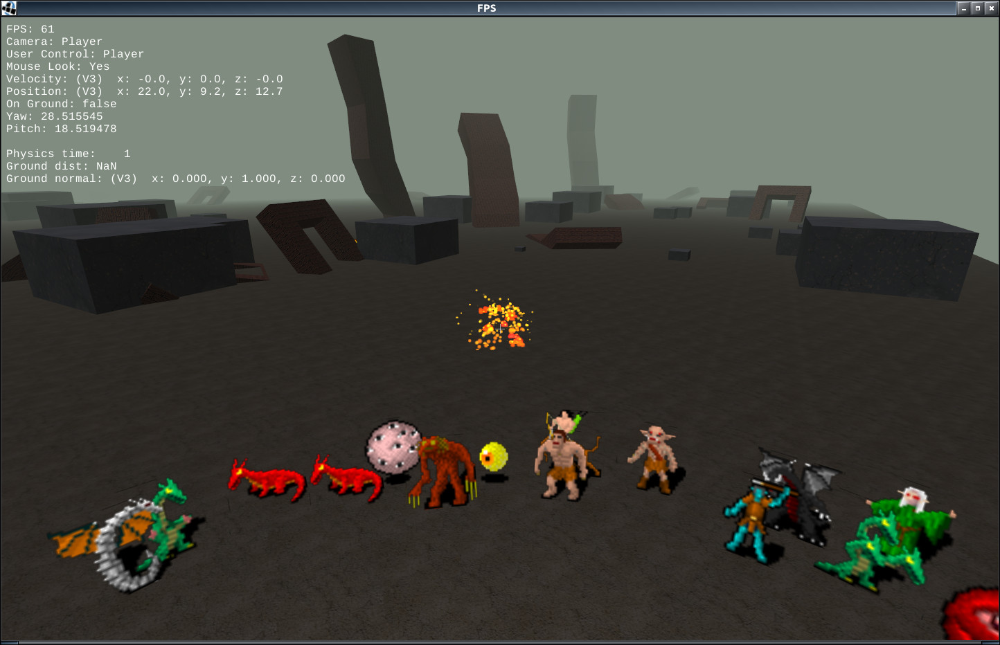 FPS
FPS: 61
Camera: Player
User Control: Player
Mouse Look: Yes
Velocity: (V3)  x: -0.0, y: 0.0, z: -0.0
Position: (V3)  x: 22.0, y: 9.2, z: 12.7
On Ground: false
Yaw: 28.515545
Pitch: 18.519478
Physics time:    1
Ground dist: NaN
Ground normal: (V3)  x: 0.000, y: 1.000, z: 0.000